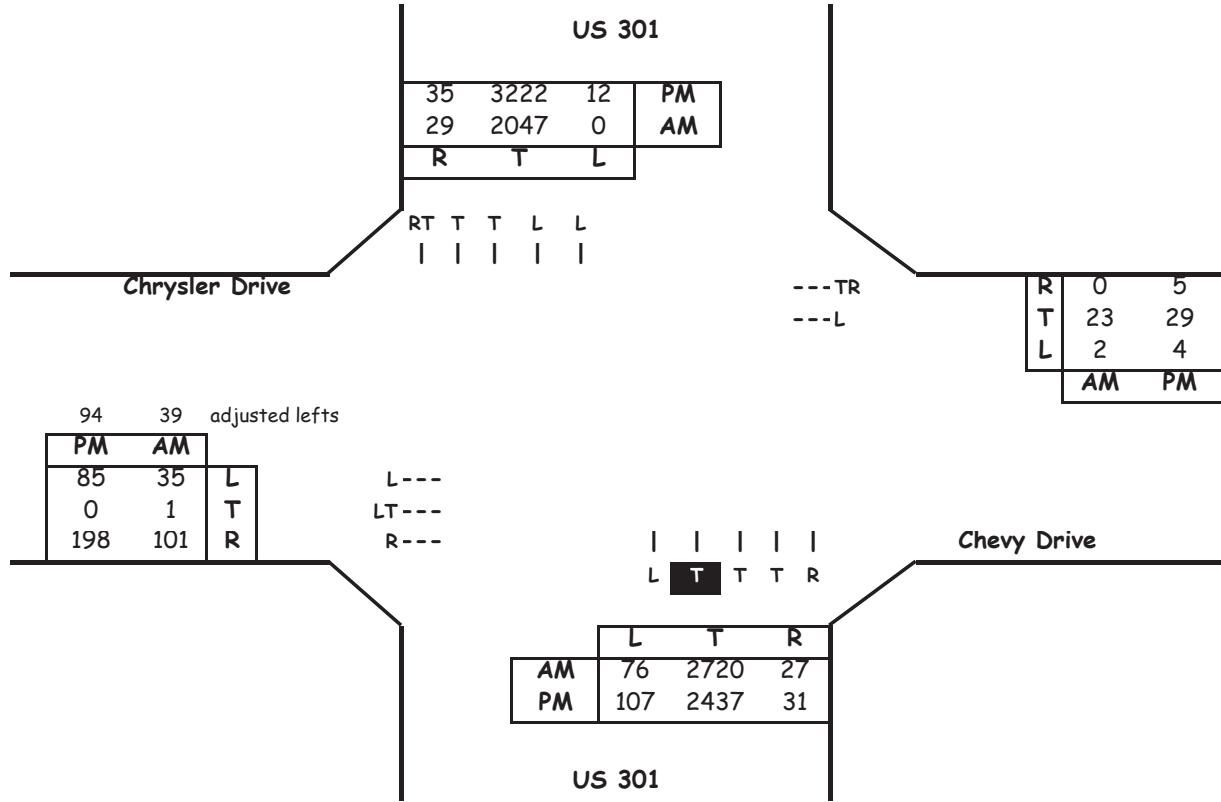 US 301
35 3222 12 PM
29 2047 0 AM
R T L
RT T T L L
Chrysler Drive
---TR
---L
R 0 5
T 23 29
L 2 4
AM PM
94 39 adjusted lefts
PM AM
85 35 L
0 1 T
198 101 R
L---
LT---
R---
Chevy Drive
L T T T R
L T R
AM 76 2720 27
PM 107 2437 31
US 301